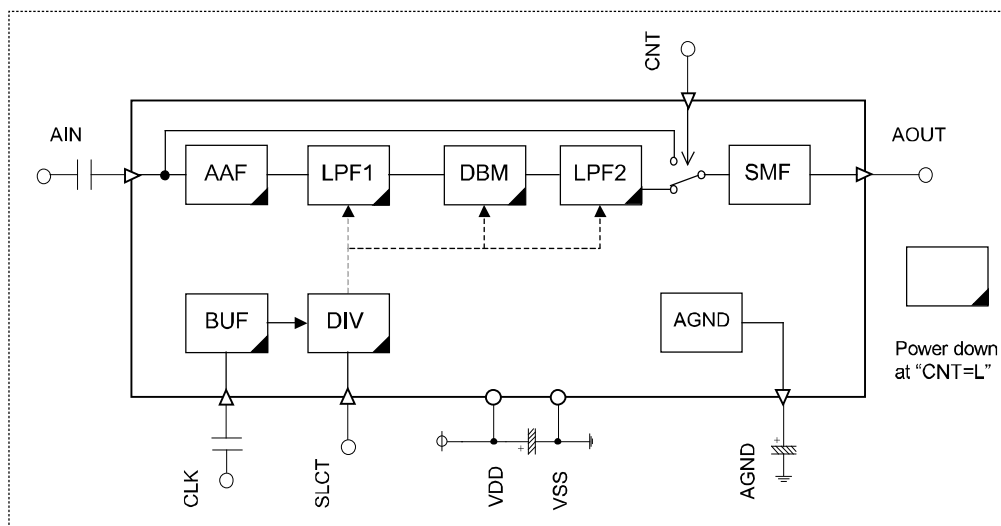 CNT
AIN
AOUT
AAF
LPF1
DBM
LPF2
SMF
BUF
DIV
AGND
Power down
at “CNT=L”
CLK
SLCT
+
VDD
VSS
AGND
+